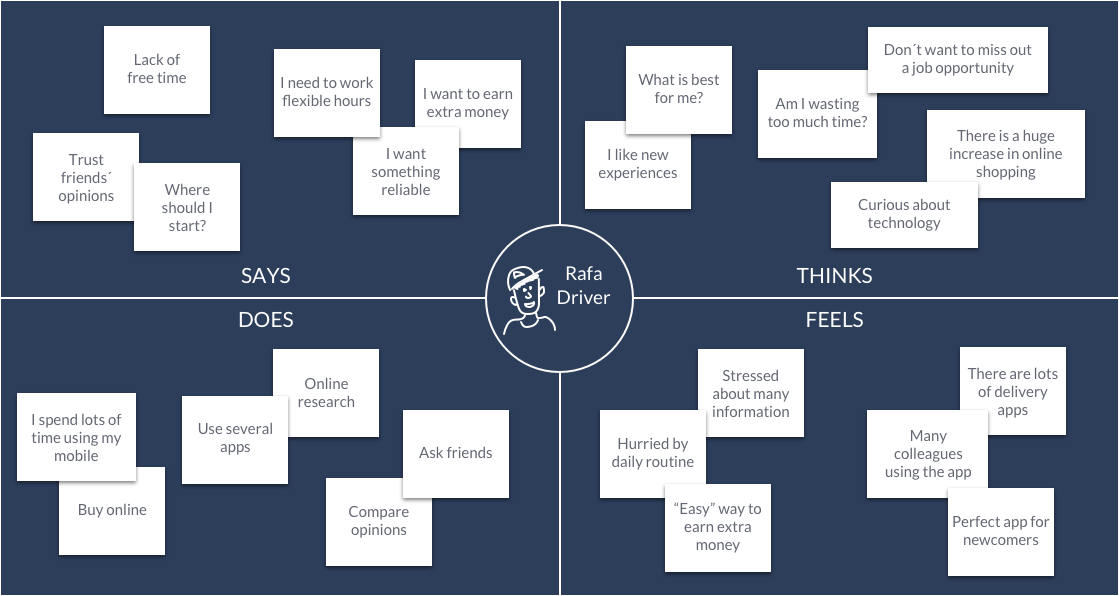 Lack of
free time
I need to work
flexible hours
I want to earn
extra money
Trust
friends´
opinions
Where
should I
start?
I want
something
reliable
SAYS
What is best
for me?
Don´t want to miss out
a job opportunity
Am I wasting
too much time?
I like new
experiences
There is a huge
increase in online
shopping
Curious about
technology
THINKS
Rafa
Driver
DOES
Online
research
I spend lots of
time using my
mobile
Use several
apps
Ask friends
Buy online
Compare
opinions
FEELS
Stressed
about many
information
There are lots
of delivery
apps
Hurried by
daily routine
Many
colleagues
using the app
“Easy” way to
earn extra
money
Perfect app for
newcomers